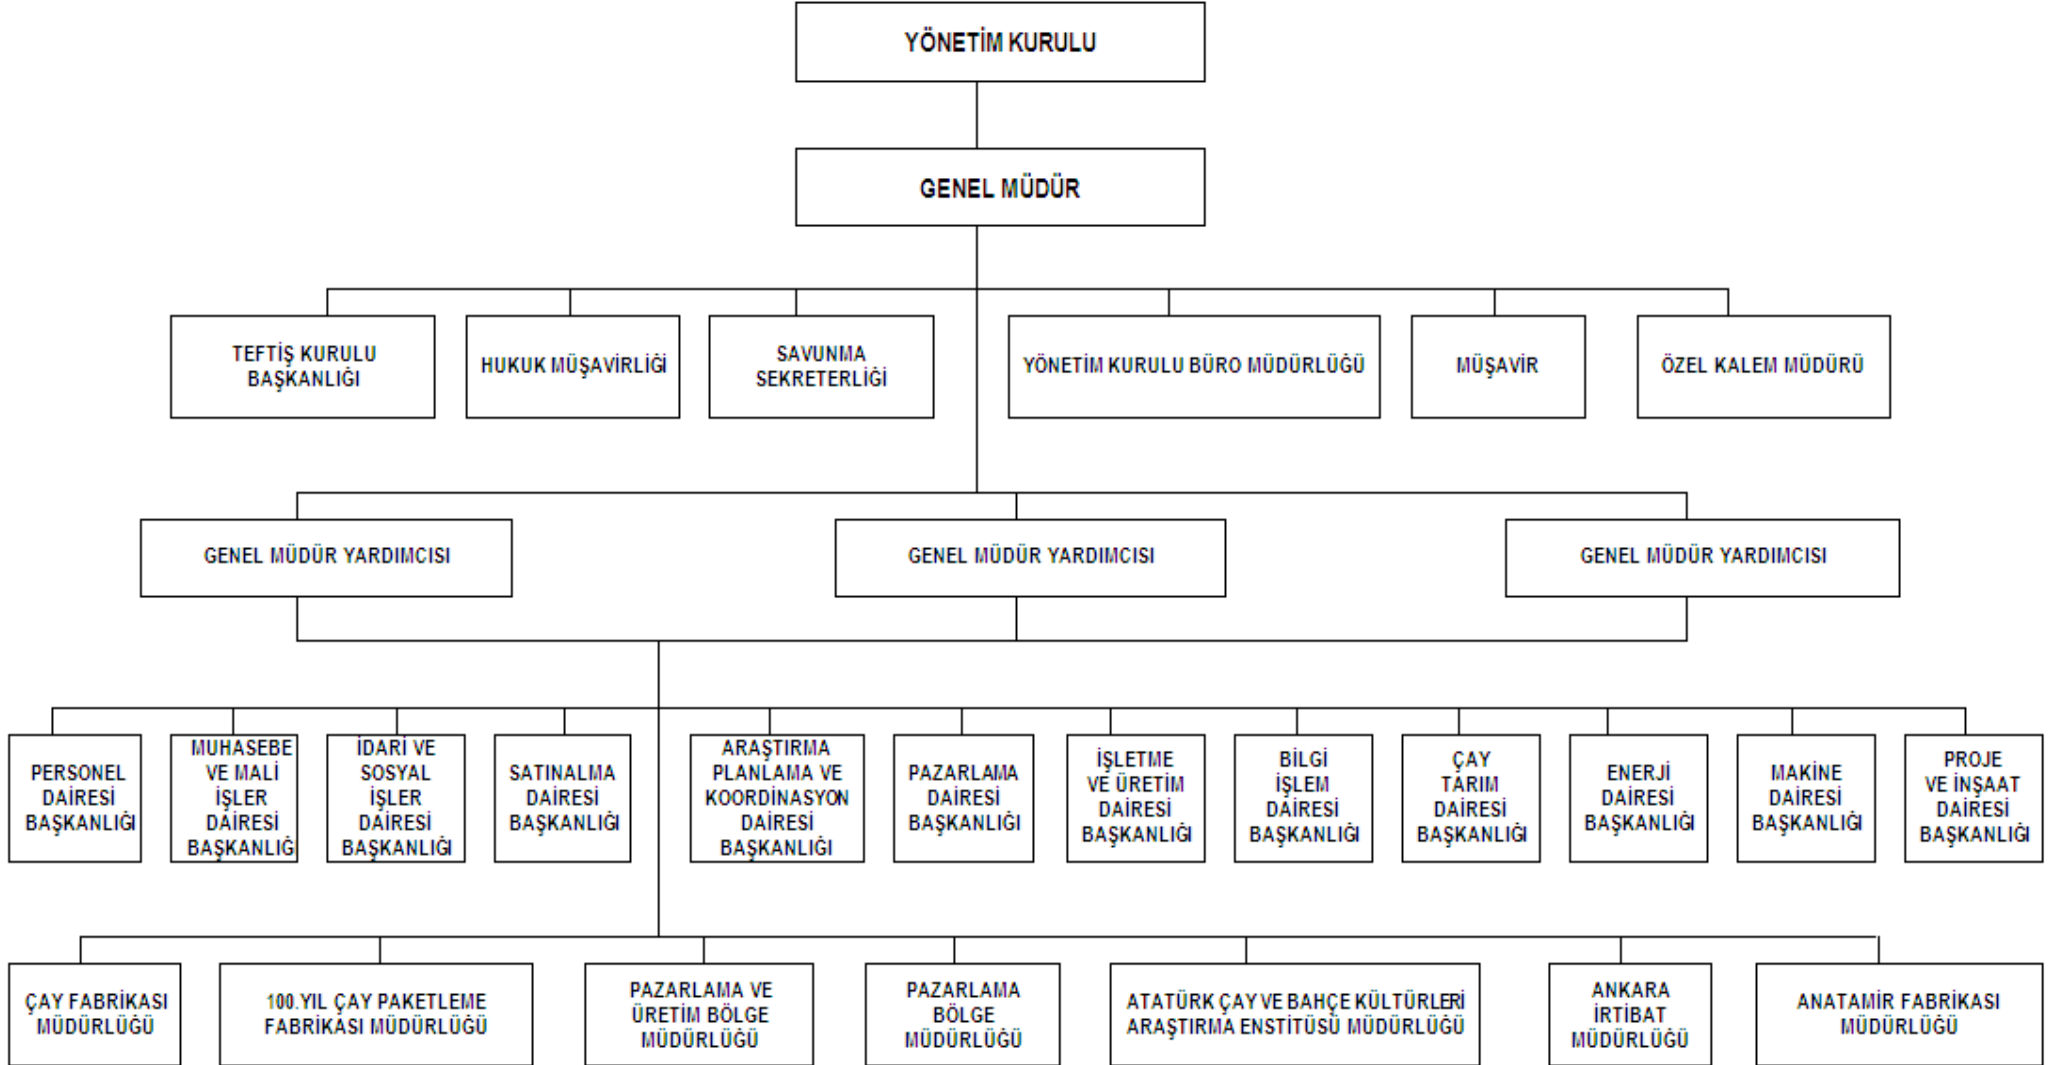 YÖNETİM KURULU
GENEL MÜDÜR
TEFTİŞ KURULU
BAŞKANLIĞI
HUKUK MÜŞAVİRLİĞİ
SAVUNMA
SEKRETERLİĞİ
YÖNETİM KURULU BÜRO MÜDÜRLÜĞÜ
MÜŞAVİR
ÖZEL KALEM MÜDÜRÜ
GENEL MÜDÜR YARDIMCISI
GENEL MÜDÜR YARDIMCISI
GENEL MÜDÜR YARDIMCISI
PERSONEL
DAİRESİ
BAŞKANLIĞI
MUHASEBE
VE MALİ
İŞLER
DAİRESİ
BAŞKANLIĞI
İDARİ VE
SOSYAL
İŞLER
DAİRESİ
BAŞKANLIĞI
SATINALMA
DAİRESİ
BAŞKANLIĞI
ARAŞTIRMA
PLANLAMA VE
KOORDİNASYON
DAİRESİ
BAŞKANLIĞI
PAZARLAMA
DAİRESİ
BAŞKANLIĞI
İŞLETME
VE ÜRETİM
DAİRESİ
BAŞKANLIĞI
BİLGİ
İŞLEM
DAİRESİ
BAŞKANLIĞI
ÇAY
TARIM
DAİRESİ
BAŞKANLIĞI
ENERJİ
DAİRESİ
BAŞKANLIĞI
MAKİNE
DAİRESİ
BAŞKANLIĞI
PROJE
VE İNŞAAT
DAİRESİ
BAŞKANLIĞI
ÇAY FABRİKASI
MÜDÜRLÜĞÜ
100.YIL ÇAY PAKETLEME
FABRİKASI MÜDÜRLÜĞÜ
PAZARLAMA VE
ÜRETİM BÖLGE
MÜDÜRLÜĞÜ
PAZARLAMA
BÖLGE
MÜDÜRLÜĞÜ
ATATÜRK ÇAY VE BAHÇE KÜLTÜRLERİ
ARAŞTIRMA ENSTİTÜSÜ MÜDÜRLÜĞÜ
ANKARA
İRTİBAT
MÜDÜRLÜĞÜ
ANATAMİR FABRİKASI
MÜDÜRLÜĞÜ